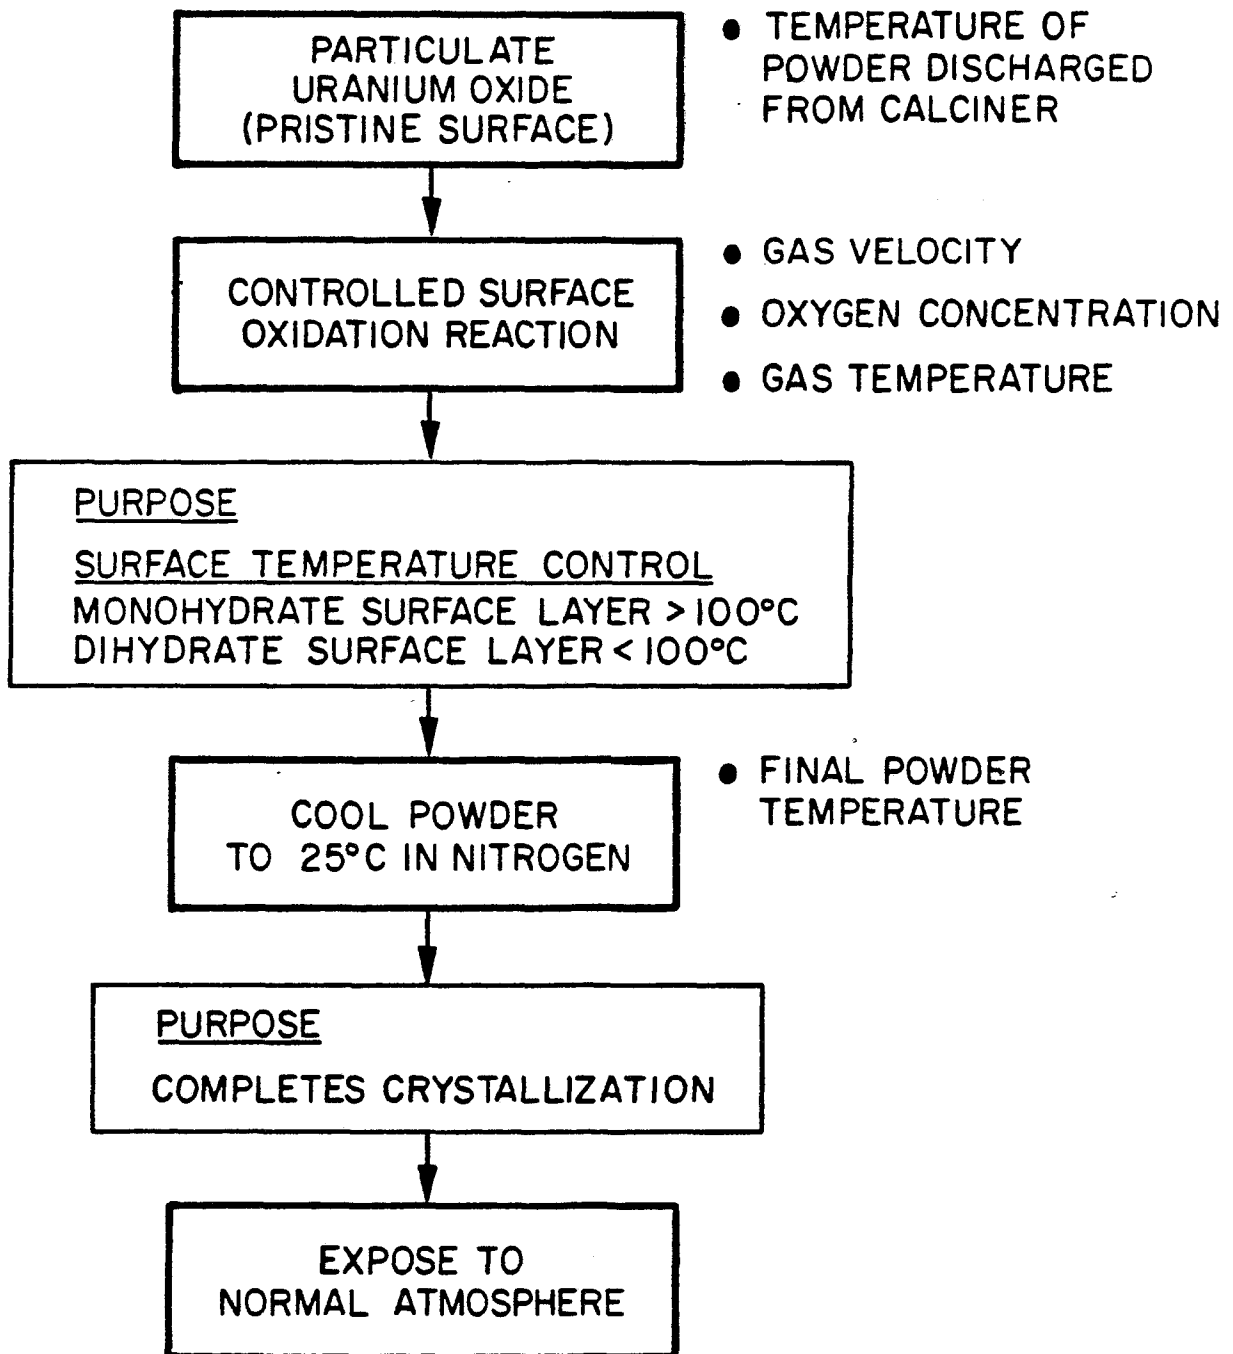 PARTICULATE
URANIUM OXIDE
(PRISTINE SURFACE)
• TEMPERATURE OF
POWDER DISCHARGED
FROM CALCINER
CONTROLLED SURFACE
OXIDATION REACTION
• GAS VELOCITY
• OXYGEN CONCENTRATION
• GAS TEMPERATURE
PURPOSE
SURFACE TEMPERATURE CONTROL
MONOHYDRATE SURFACE LAYER >100°C
DIHYDRATE SURFACE LAYER <100°C
COOL POWDER
TO 25°C IN NITROGEN
• FINAL POWDER
TEMPERATURE
PURPOSE
COMPLETES CRYSTALLIZATION
EXPOSE TO
NORMAL ATMOSPHERE